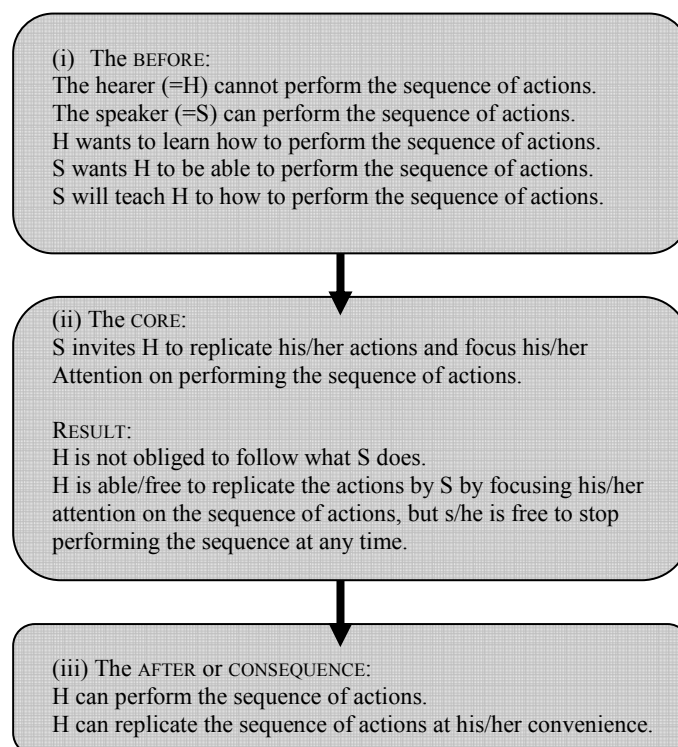 (i) The BEFORE:
The hearer (=H) cannot perform the sequence of actions.
The speaker (=S) can perform the sequence of actions.
H wants to learn how to perform the sequence of actions.
S wants H to be able to perform the sequence of actions.
S will teach H to how to perform the sequence of actions.
(ii) The CORE:
S invites H to replicate his/her actions and focus his/her
Attention on performing the sequence of actions.
RESULT:
H is not obliged to follow what S does.
H is able/free to replicate the actions by S by focusing his/her
attention on the sequence of actions, but s/he is free to stop
performing the sequence at any time.
(iii) The AFTER or CONSEQUENCE:
H can perform the sequence of actions.
H can replicate the sequence of actions at his/her convenience.